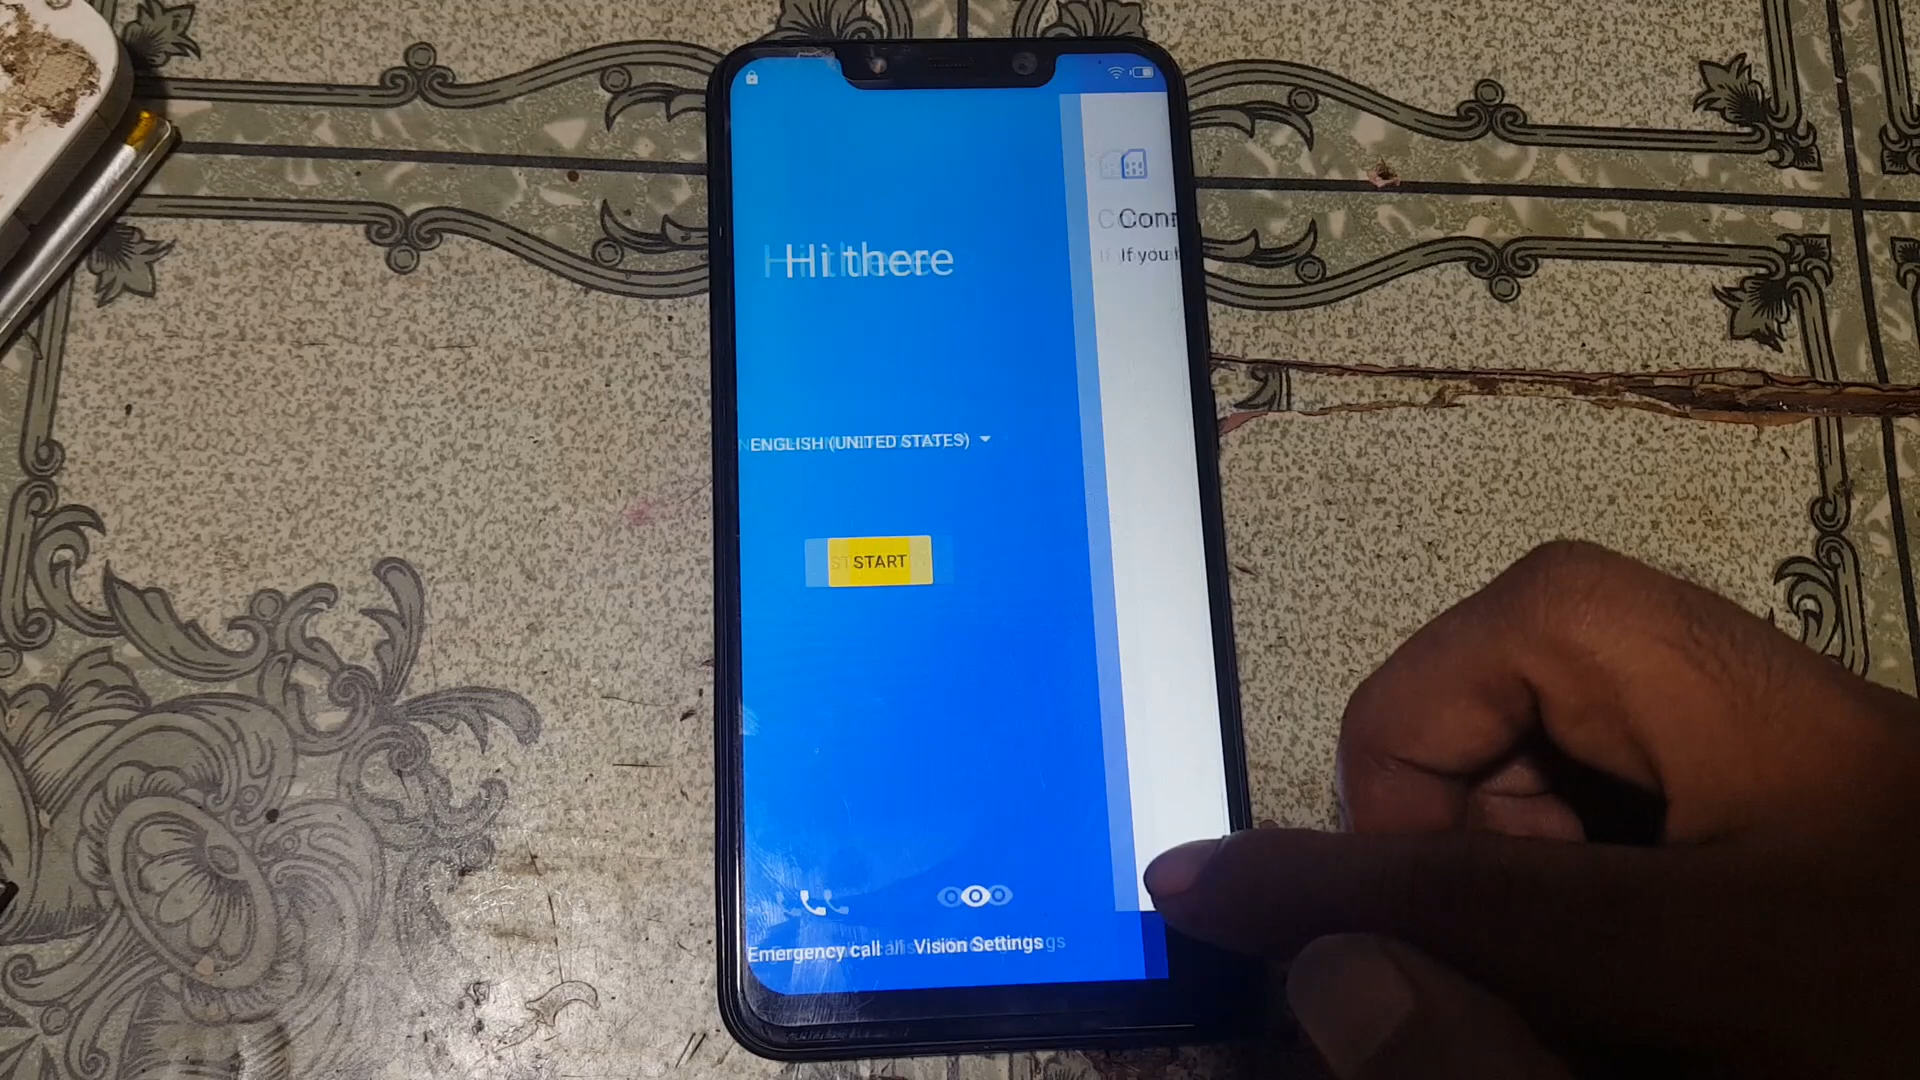 Hi there
Conn
If you h
ENGLISH (UNITED STATES)
START
Emergency call
Vision Settings